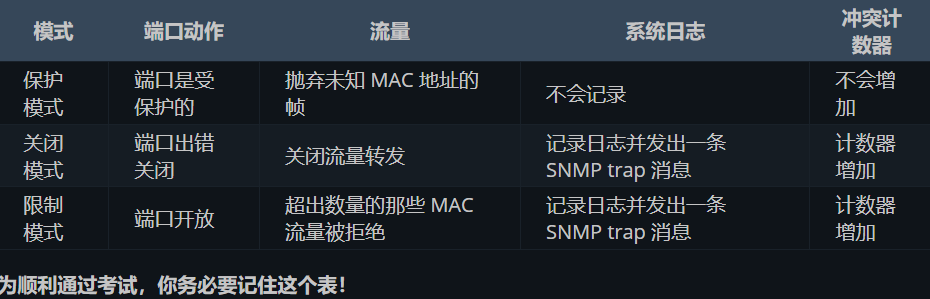 模式 端口动作 流量 系统日志 冲突计
数器
保护 端口是受 抛弃未知 MAC 地址的 不会记录 不会增
模式 保护的 帧 加
关闭 端口出错 关闭流量转发 记录日志并发出一条 计数器
模式 关闭 SNMP trap 消息 增加
限制 端口开放 超出数量的那些 MAC 记录日志并发出一条 计数器
模式 流量被拒绝 SNMP trap 消息 增加
为顺利通过考试，你务必要记住这个表！